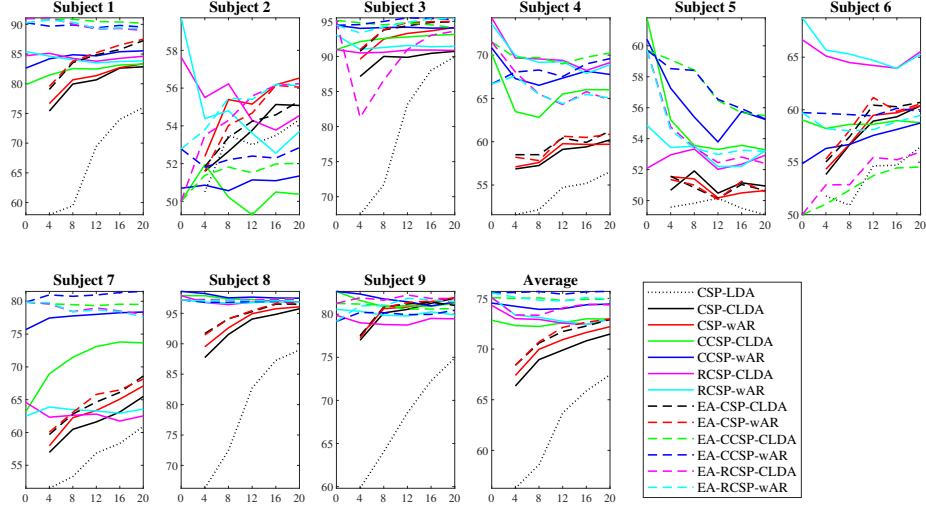 Subject 1
Subject 2
Subject 3
Subject 4
Subject 5
Subject 6
90
85
80
75
70
65
60
0 4 8 12 16 20
58
56
54
52
50
0 4 8 12 16 20
95
90
85
80
75
70
0 4 8 12 16 20
70
65
60
55
0 4 8 12 16 20
60
58
56
54
52
50
0 4 8 12 16 20
65
60
55
50
0 4 8 12 16 20
Subject 7
Subject 8
Subject 9
Average
80
75
70
65
60
55
0 4 8 12 16 20
95
90
85
80
75
70
0 4 8 12 16 20
80
75
70
65
60
0 4 8 12 16 20
75
70
65
60
0 4 8 12 16 20
CSP-LDA
CSP-CLDA
CSP-wAR
CCSP-CLDA
CCSP-wAR
RCSP-CLDA
RCSP-wAR
EA-CSP-CLDA
EA-CSP-wAR
EA-CCSP-CLDA
EA-CCSP-wAR
EA-RCSP-CLDA
EA-RCSP-wAR